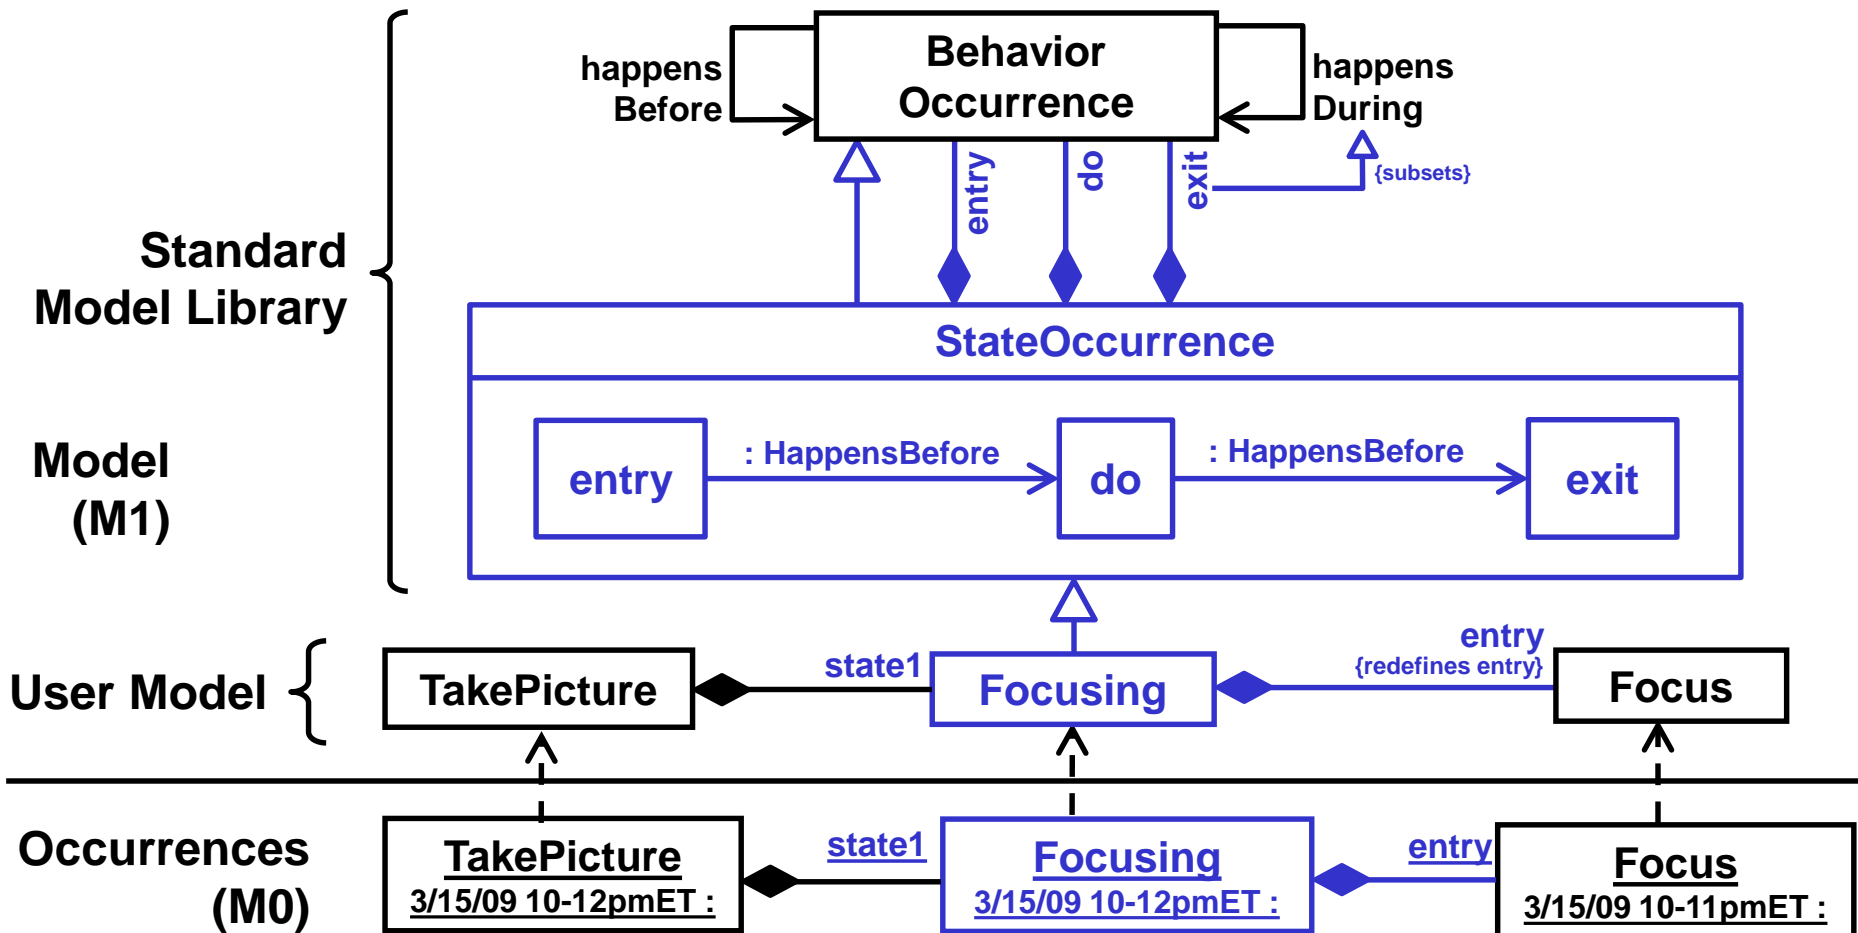 Behavior
Occurrence
happens
Before
happens
During
entry
do
exit
{subsets}
Standard
Model Library
StateOccurrence
Model
(M1)
entry
: HappensBefore
do
: HappensBefore
exit
User Model
TakePicture
state1
Focusing
entry
{redefines entry}
Focus
Occurrences
(M0)
TakePicture
3/15/09 10-12pmET :
state1
Focusing
3/15/09 10-12pmET :
entry
Focus
3/15/09 10-11pmET :